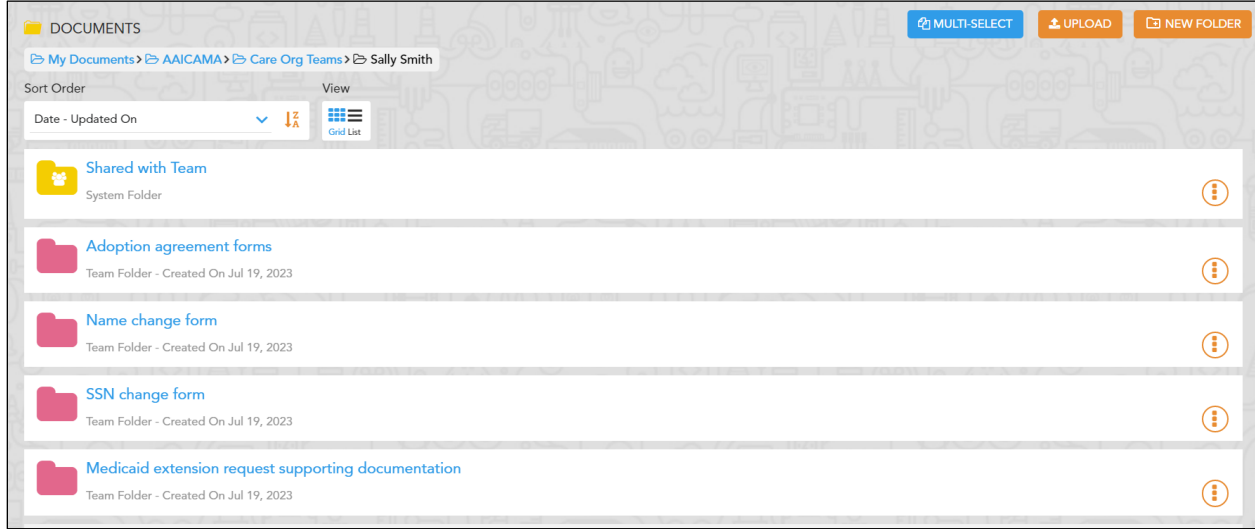 DOCUMENTS
MULTI-SELECT
UPLOAD
NEW FOLDER
My Documents > AAICAMA > Care Org Teams > Sally Smith
Sort Order
View
Date - Updated On
Z
A
Grid List
Shared with Team
System Folder
Adoption agreement forms
Team Folder - Created On Jul 19, 2023
Name change form
Team Folder - Created On Jul 19, 2023
SSN change form
Team Folder - Created On Jul 19, 2023
Medicaid extension request supporting documentation
Team Folder - Created On Jul 19, 2023